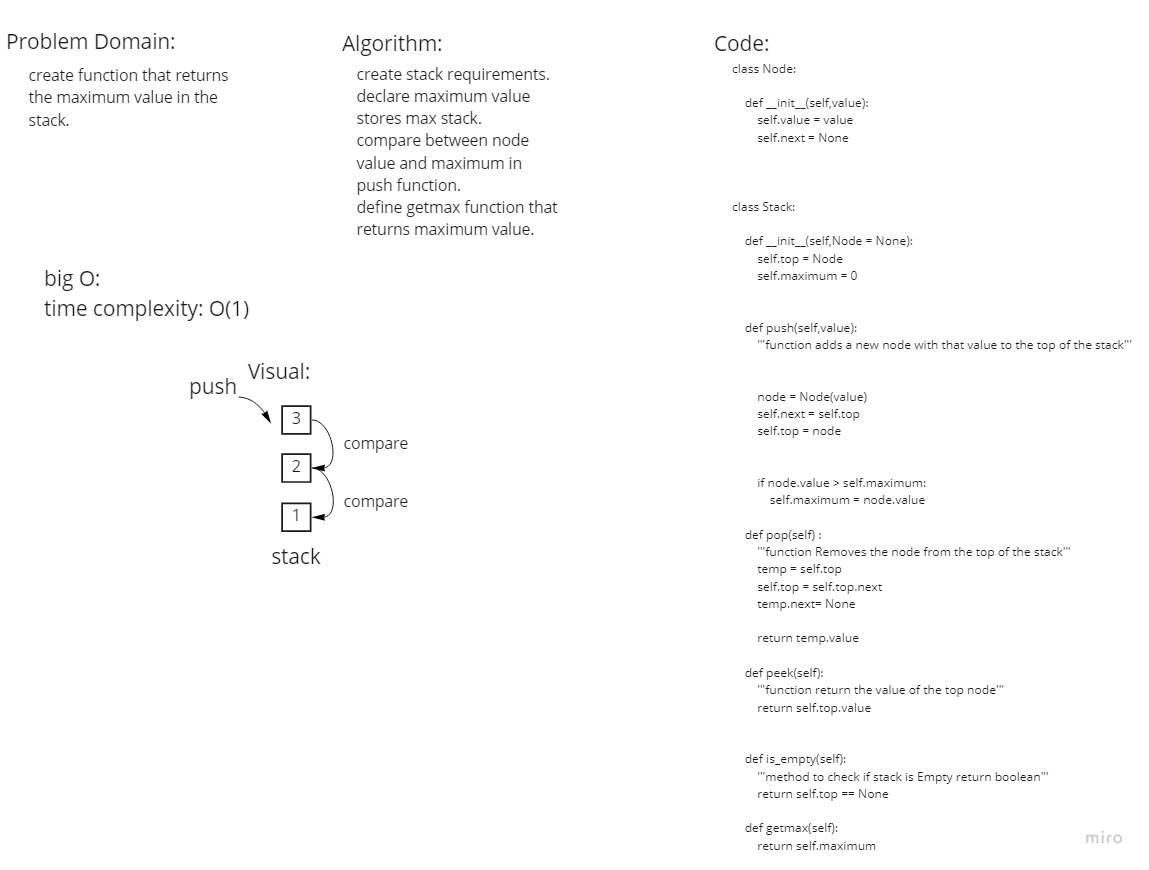 Problem Domain:
create function that returns
the maximum value in the
stack.
Algorithm:
create stack requirements.
declare maximum value
stores max stack.
compare between node
value and maximum in
push function.
define getmax function that
returns maximum value.
big O:
time complexity: O(1)
Visual:
push
3
compare
2
compare
1
stack
Code:
class Node:
def __init__(self,value):
self.value = value
self.next = None
class Stack:
def __init__(self,Node = None):
self.top = Node
self.maximum = 0
def push(self,value):
'''function adds a new node with that value to the top of the stack'''
node = Node(value)
self.next = self.top
self.top = node
if node.value > self.maximum:
self.maximum = node.value
def pop(self) :
'''function Removes the node from the top of the stack'''
temp = self.top
self.top = self.top.next
temp.next= None
return temp.value
def peek(self):
'''function return the value of the top node'''
return self.top.value
def is_empty(self):
'''method to check if stack is Empty return boolean'''
return self.top == None
def getmax(self):
return self.maximum
miro